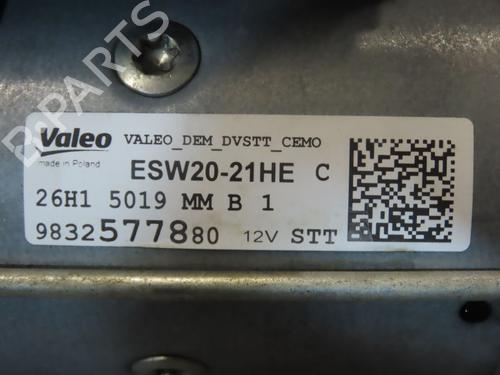 B-PARTS
Valeo VALEO_DEM_DVSTT_CEMO
made in Poland
ESW20-21HE C
26H1 5019 MM B 1
9832577880 12V STT